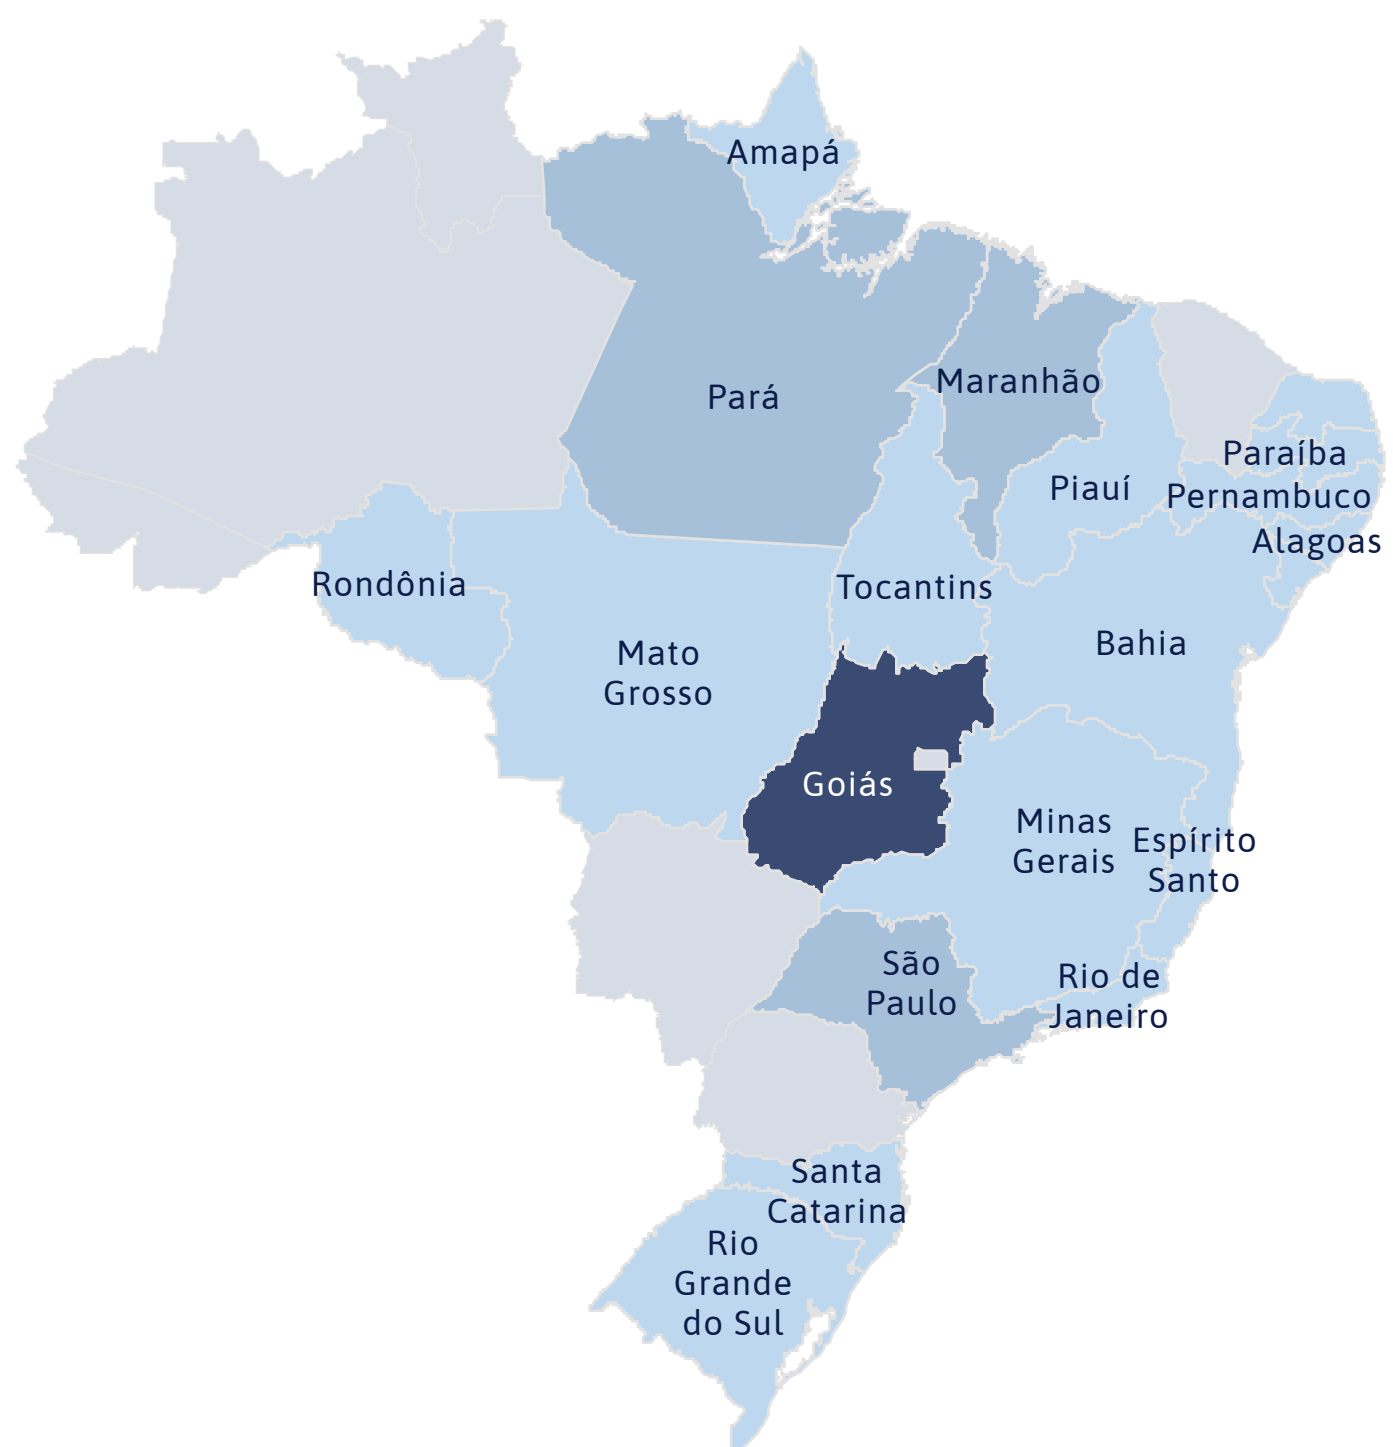 Amapá
Pará
Maranhão
Paraíba
Piauí
Pernambuco
Alagoas
Rondônia
Tocantins
Mato
Grosso
Bahia
Goiás
Minas
Gerais
Espírito
Santo
São
Paulo
Rio de
Janeiro
Santa
Catarina
Rio
Grande
do Sul